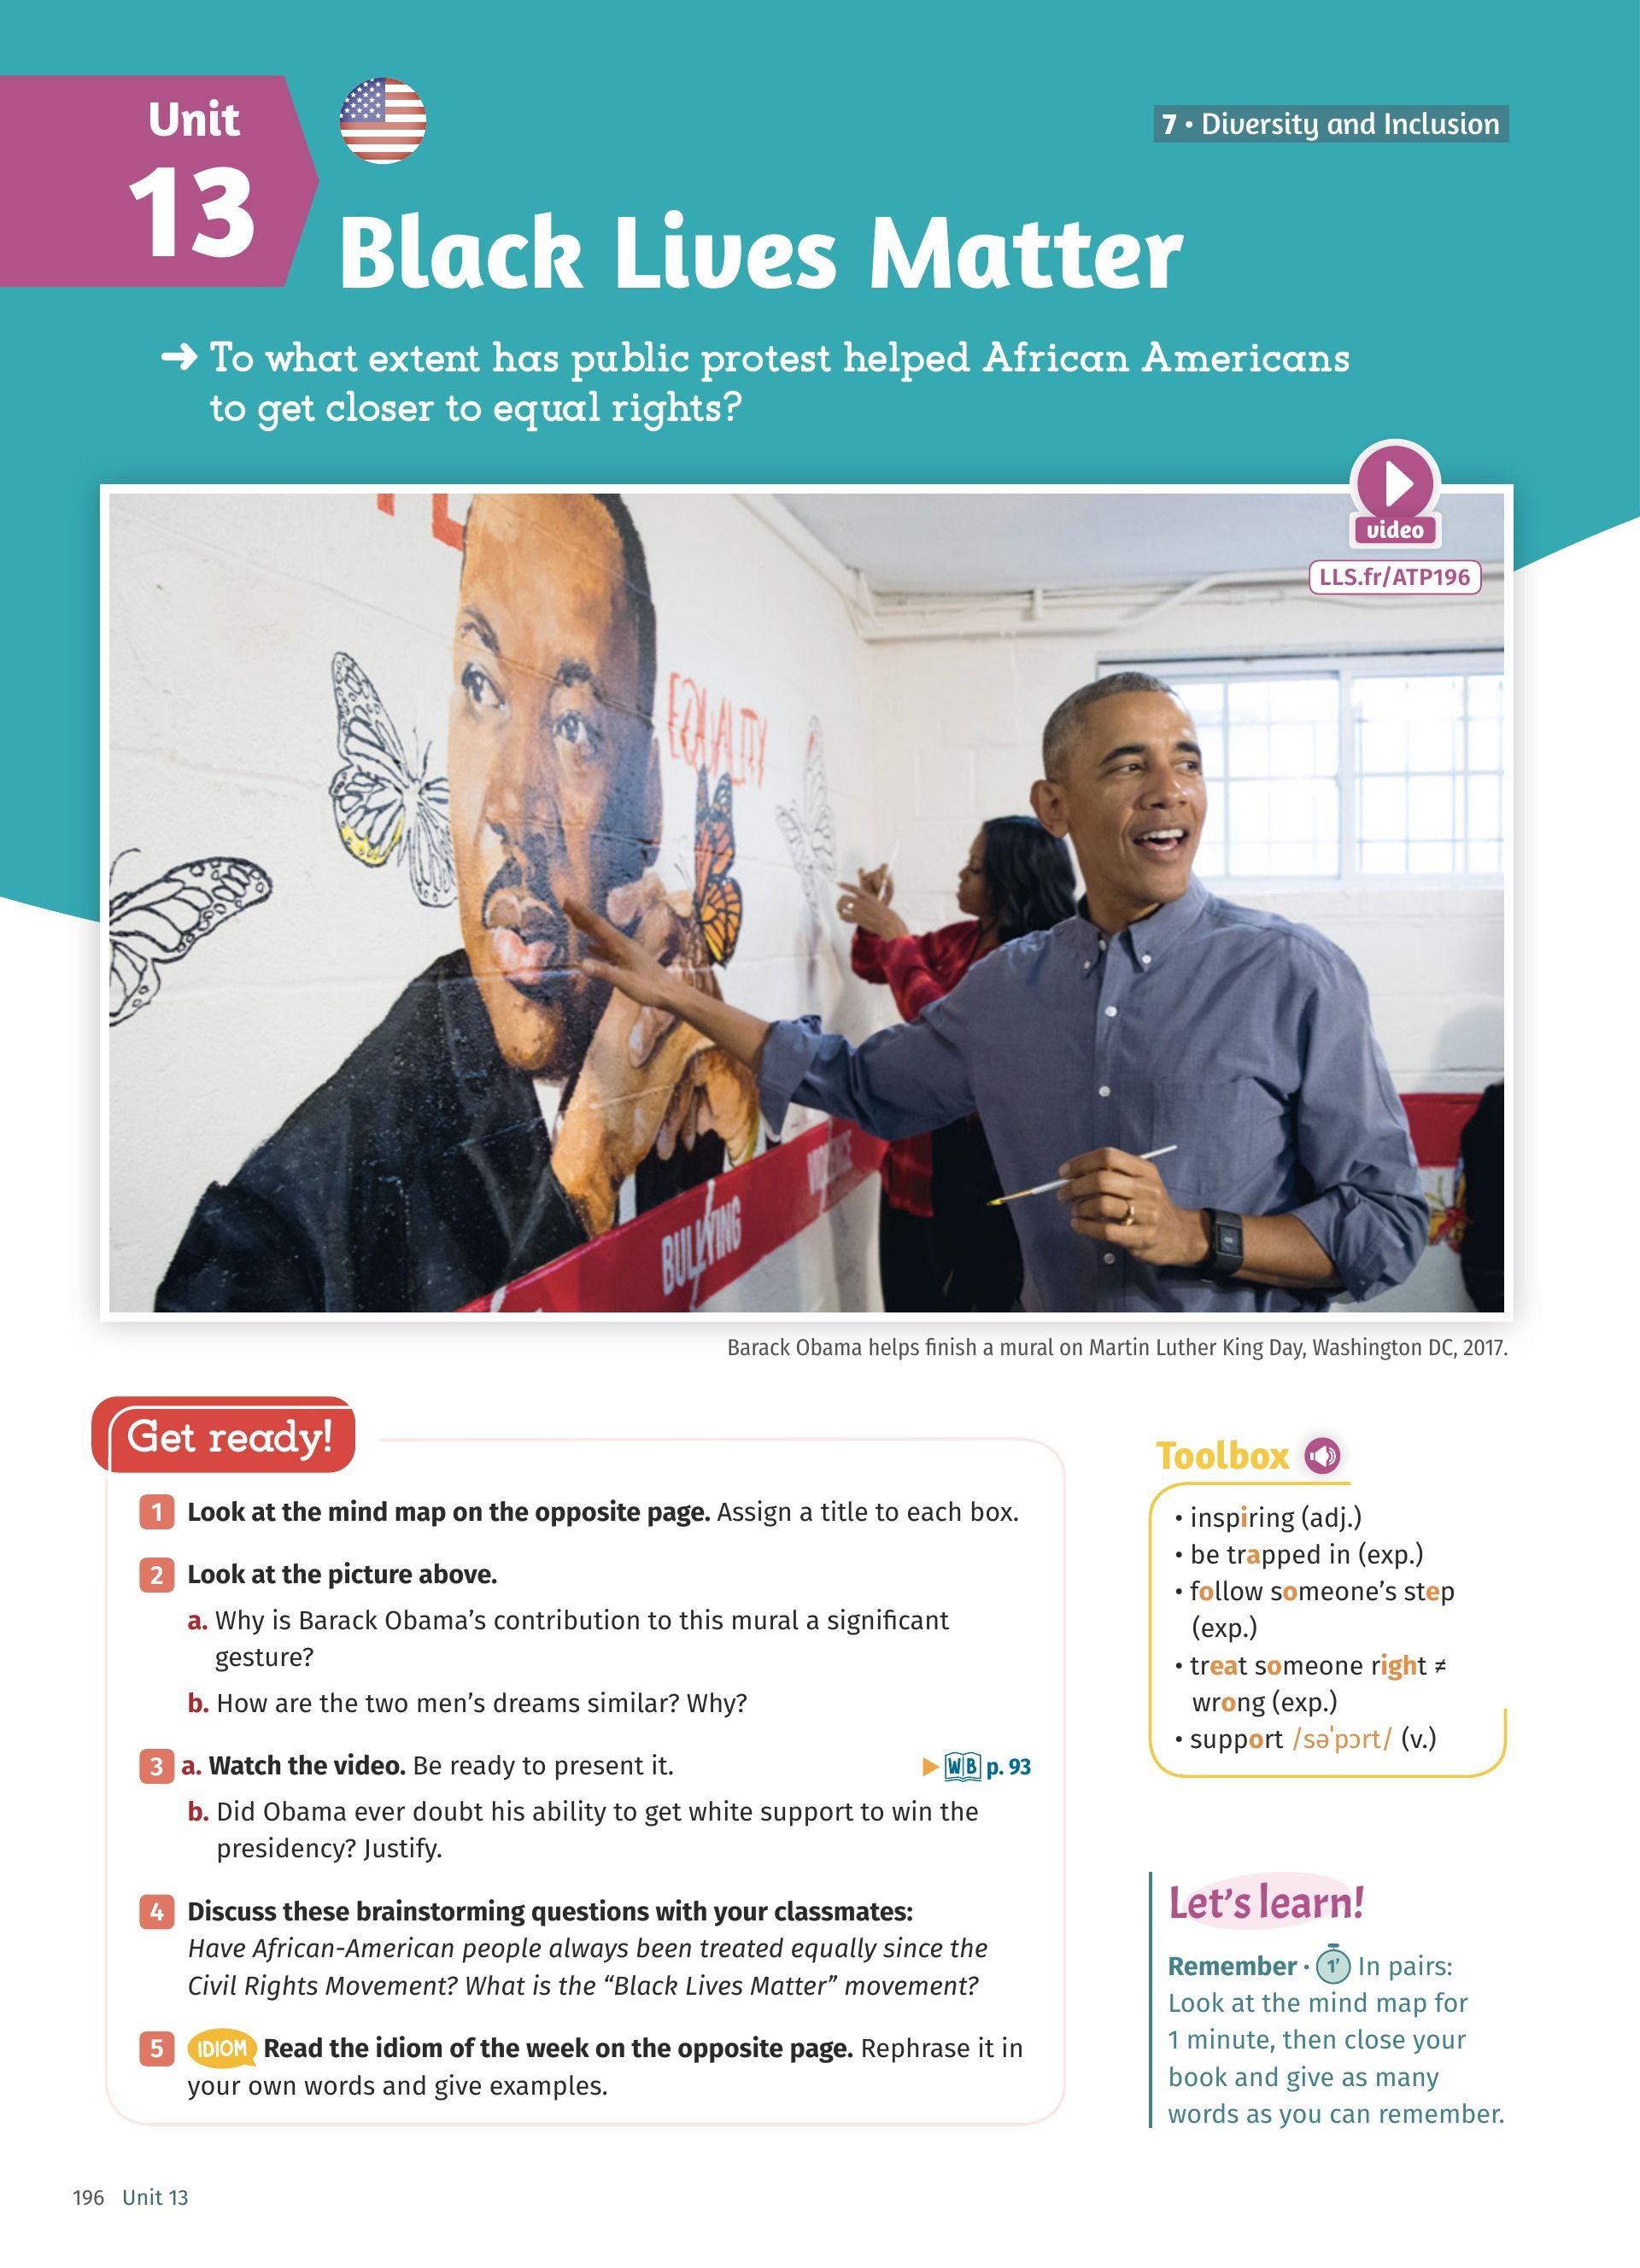 Unit
13
7 • Diversity and Inclusion
Black Lives Matter
➜ To what extent has public protest helped African Americans
to get closer to equal rights?
video
LLS.fr/ATP196
EQUALITY
BULLYING
VIOLENCE
Barack Obama helps finish a mural on Martin Luther King Day, Washington DC, 2017.
Get ready!
1 Look at the mind map on the opposite page. Assign a title to each box.
2 Look at the picture above.
a. Why is Barack Obama's contribution to this mural a significant
gesture?
b. How are the two men's dreams similar? Why?
3 a. Watch the video. Be ready to present it. ▶ WB p. 93
b. Did Obama ever doubt his ability to get white support to win the
presidency? Justify.
4 Discuss these brainstorming questions with your classmates:
Have African-American people always been treated equally since the
Civil Rights Movement? What is the “Black Lives Matter” movement?
5 IDIOM Read the idiom of the week on the opposite page. Rephrase it in
your own words and give examples.
Toolbox
• inspiring (adj.)
• be trapped in (exp.)
• follow someone’s step
(exp.)
• treat someone right ≠
wrong (exp.)
• support /səˈpɔrt/ (v.)
Let’s learn!
Remember · 1’ In pairs:
Look at the mind map for
1 minute, then close your
book and give as many
words as you can remember.
196 Unit 13